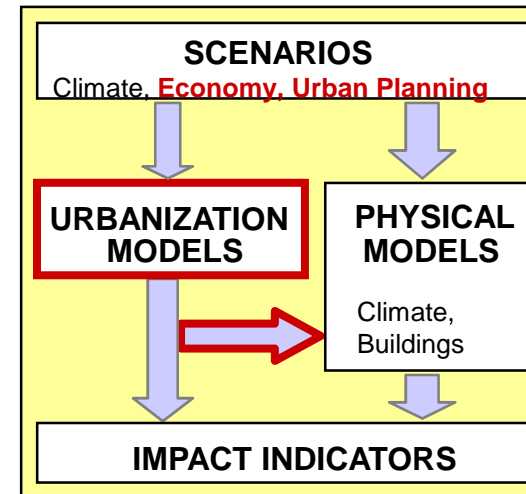 SCENARIOS
Climate, Economy, Urban Planning
URBANIZATION
MODELS
PHYSICAL
MODELS
Climate,
Buildings
IMPACT INDICATORS